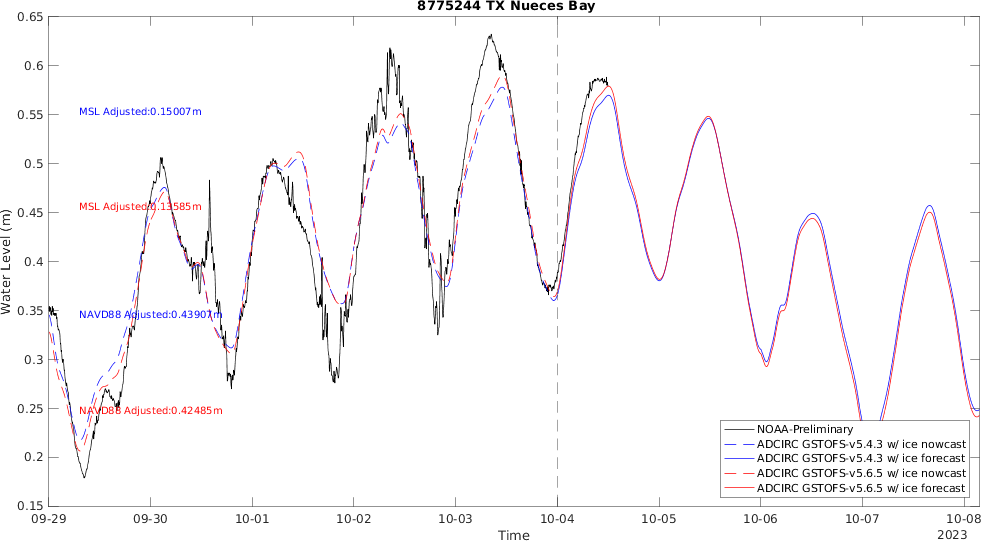 8775244 TX Nueces Bay
0.65
0.6
0.55
0.5
0.45
0.4
0.35
0.3
0.25
0.2
0.15
Water Level (m)
MSL Adjusted:0.15007m
MSL Adjusted:0.13585m
NAVD88 Adjusted:0.43907m
NAVD88 Adjusted:0.42485m
NOAA-Preliminary
ADCIRC GSTOFS-v5.4.3 w/ ice nowcast
ADCIRC GSTOFS-v5.4.3 w/ ice forecast
ADCIRC GSTOFS-v5.6.5 w/ ice nowcast
ADCIRC GSTOFS-v5.6.5 w/ ice forecast
09-29 09-30 10-01 10-02 10-03 10-04 10-05 10-06 10-07 10-08
Time
2023